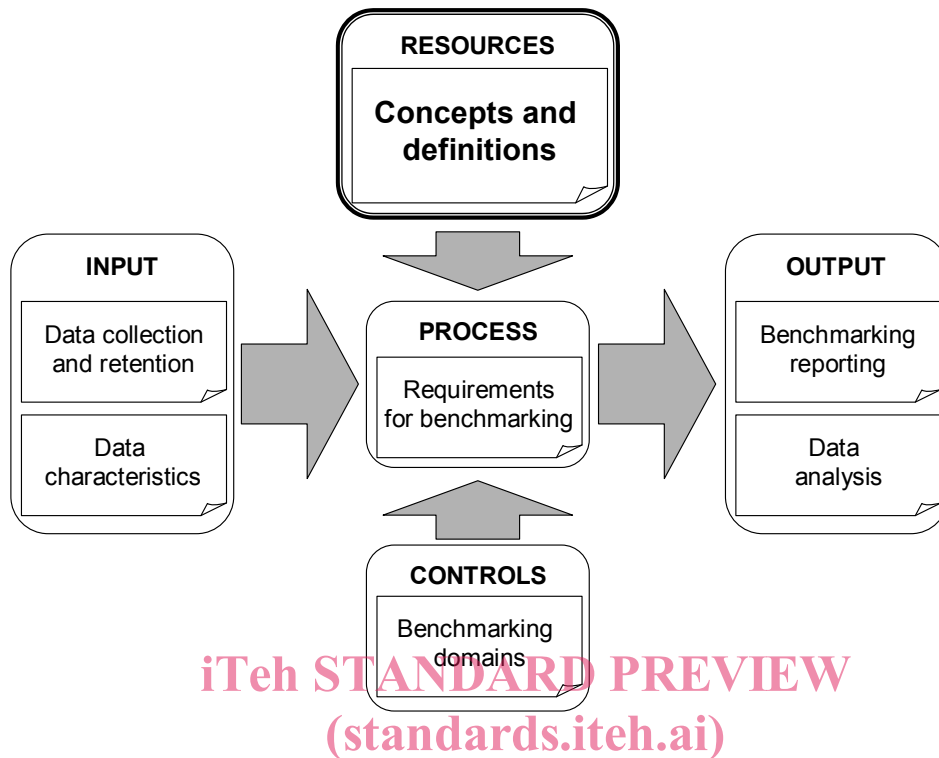 RESOURCES
Concepts and
definitions
INPUT
Data collection
and retention
Data
characteristics
PROCESS
Requirements
for benchmarking
OUTPUT
Benchmarking
reporting
Data
analysis
CONTROLS
Benchmarking
domains
iTeh STANDARD PREVIEW
(standards.iteh.ai)